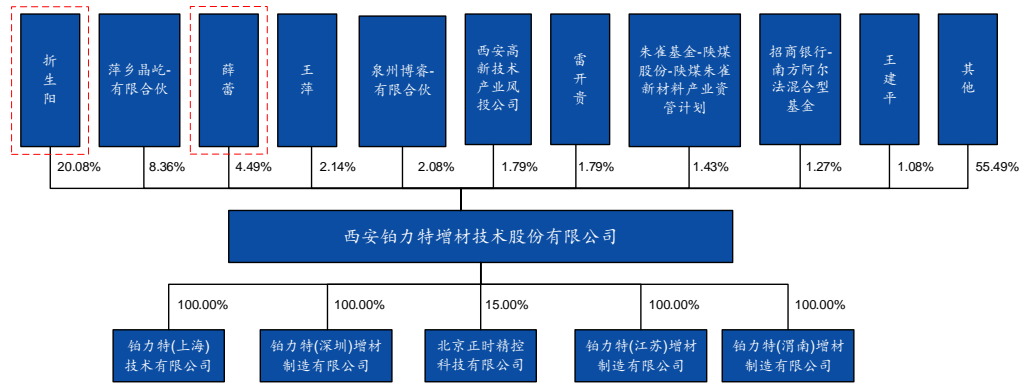 折生阳
萍乡晶屹-
有限合伙
薛蕾
王萍
泉州博睿-
有限合伙
西安高
新技术
产业风
投公司
雷开贵
朱雀基金-陕煤
股份-陕煤朱雀
新材料产业资
管计划
招商银行-
南方阿尔
法混合型
基金
王建平
其他
20.08%
8.36%
4.49%
2.14%
2.08%
1.79%
1.79%
1.43%
1.27%
1.08%
55.49%
西安铂力特增材技术股份有限公司
100.00%
100.00%
15.00%
100.00%
100.00%
铂力特(上海)
技术有限公司
铂力特(深圳)增材
制造有限公司
北京正时精控
科技有限公司
铂力特(江苏)增材
制造有限公司
铂力特(渭南)增材
制造有限公司